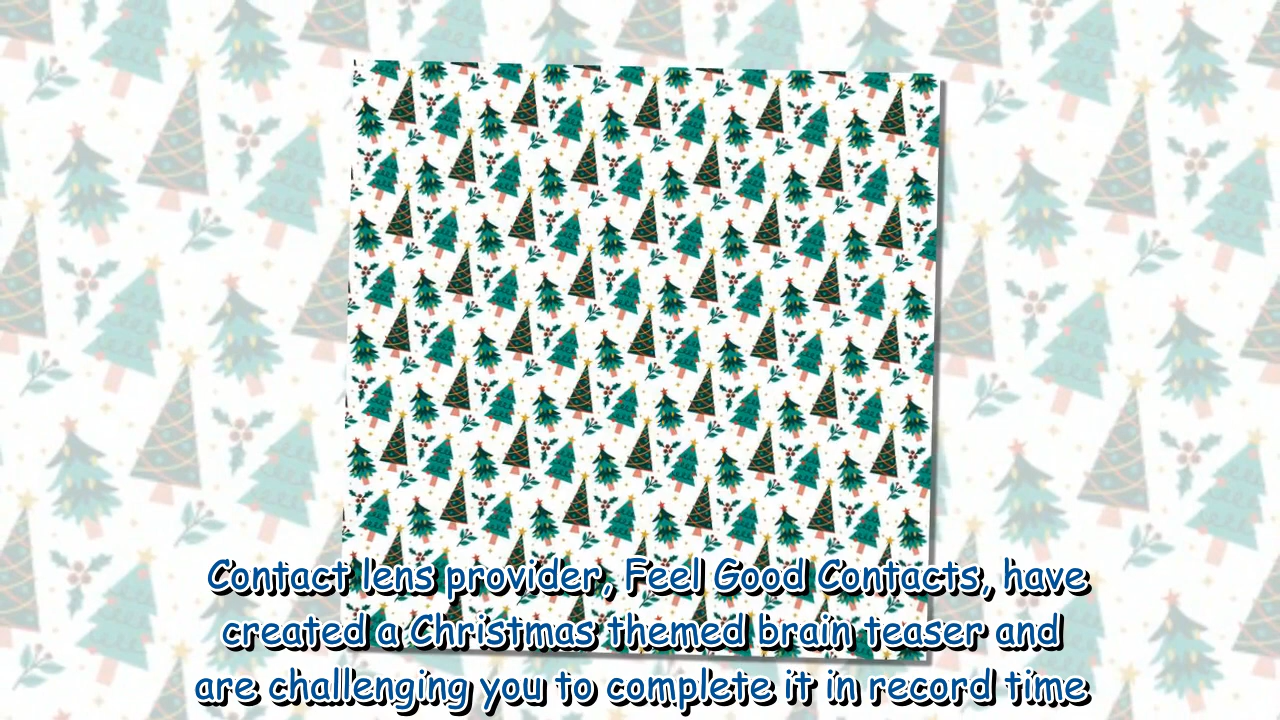 Contact lens provider, Feel Good Contacts, have
created a Christmas themed brain teaser and
are challenging you to complete it in record time